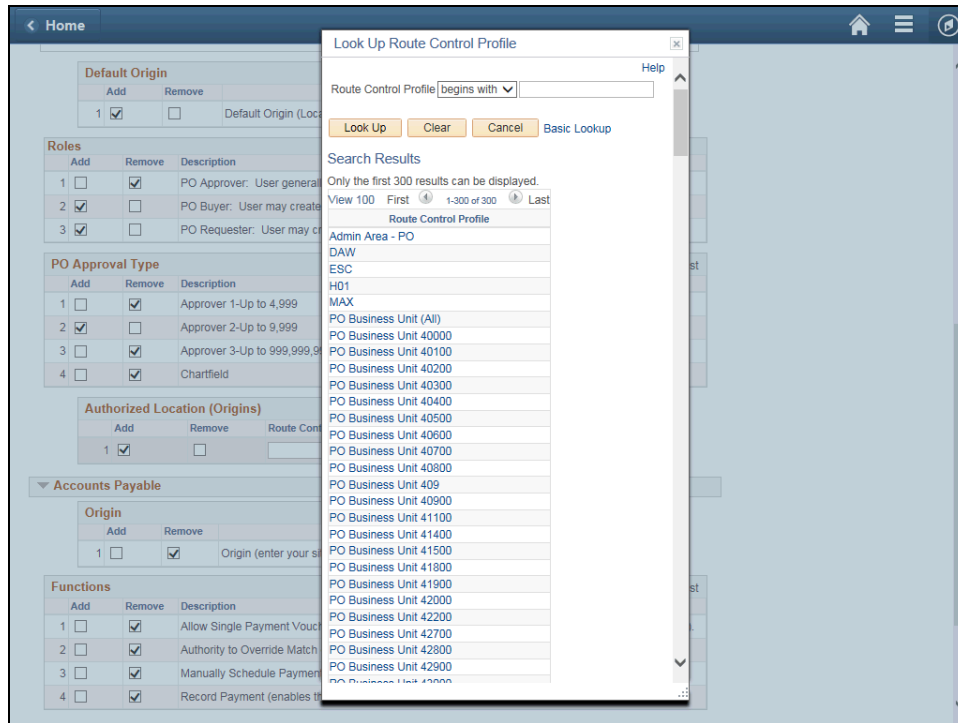 Home
Default Origin
Add Remove
1 Default Origin (Loca
Roles
Add Remove Description
1 PO Approver: User generall
2 PO Buyer: User may create
3 PO Requester: User may cr
PO Approval Type
st
Add Remove Description
1 Approver 1-Up to 4,999
2 Approver 2-Up to 9,999
3 Approver 3-Up to 999,999,9
4 Chartfield
Authorized Location (Origins)
Add Remove Route Cont
1
Accounts Payable
Origin
Add Remove
1 Origin (enter your si
Functions
st
Add Remove Description
1 Allow Single Payment Vouch ).
2 Authority to Override Match
3 Manually Schedule Paymen
4 Record Payment (enables th
Look Up Route Control Profile
Help
Route Control Profile begins with
Look Up Clear Cancel Basic Lookup
Search Results
Only the first 300 results can be displayed.
View 100 First 1-300 of 300 Last
Route Control Profile
Admin Area - PO
DAW
ESC
H01
MAX
PO Business Unit (All)
PO Business Unit 40000
PO Business Unit 40100
PO Business Unit 40200
PO Business Unit 40300
PO Business Unit 40400
PO Business Unit 40500
PO Business Unit 40600
PO Business Unit 40700
PO Business Unit 40800
PO Business Unit 409
PO Business Unit 40900
PO Business Unit 41100
PO Business Unit 41400
PO Business Unit 41500
PO Business Unit 41800
PO Business Unit 41900
PO Business Unit 42000
PO Business Unit 42200
PO Business Unit 42700
PO Business Unit 42800
PO Business Unit 42900
PO Business Unit 43000